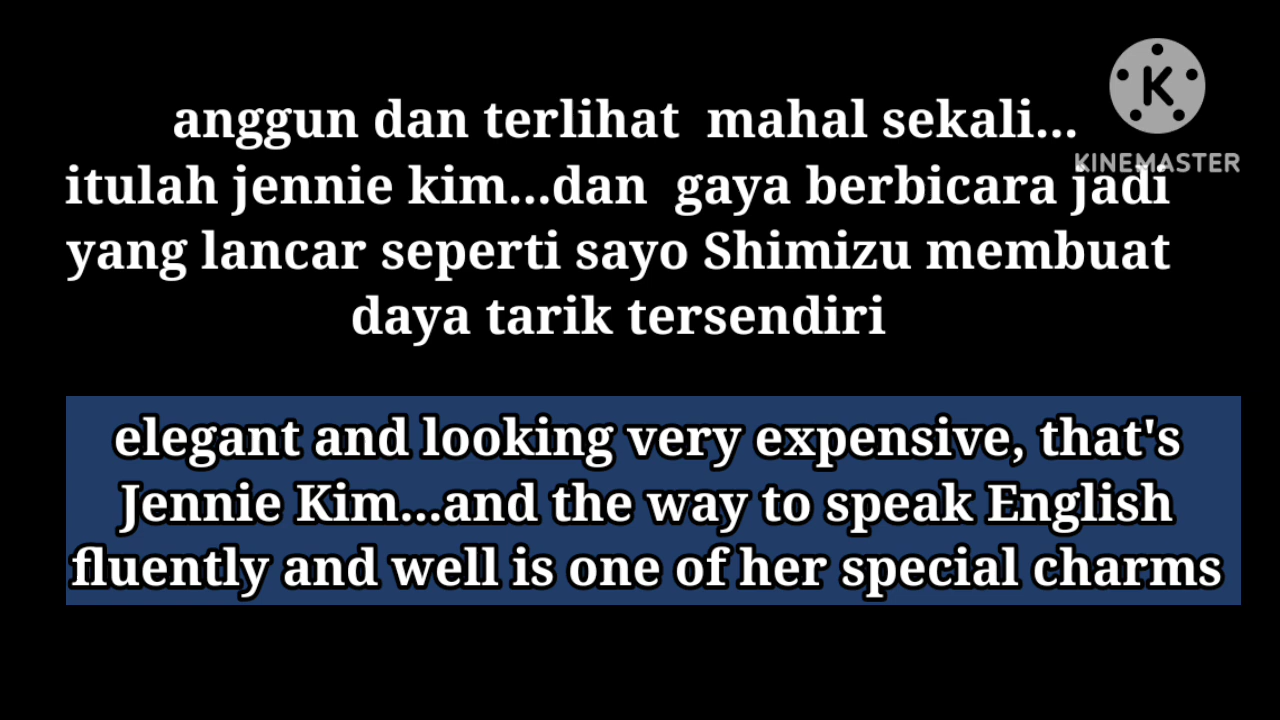 anggun dan terlihat  mahal sekali...
itulah jennie kim...dan  gaya berbicara jadi
yang lancar seperti sayo Shimizu membuat
daya tarik tersendiri
K
KINEMASTER
elegant and looking very expensive, that's
Jennie Kim...and the way to speak English
fluently and well is one of her special charms